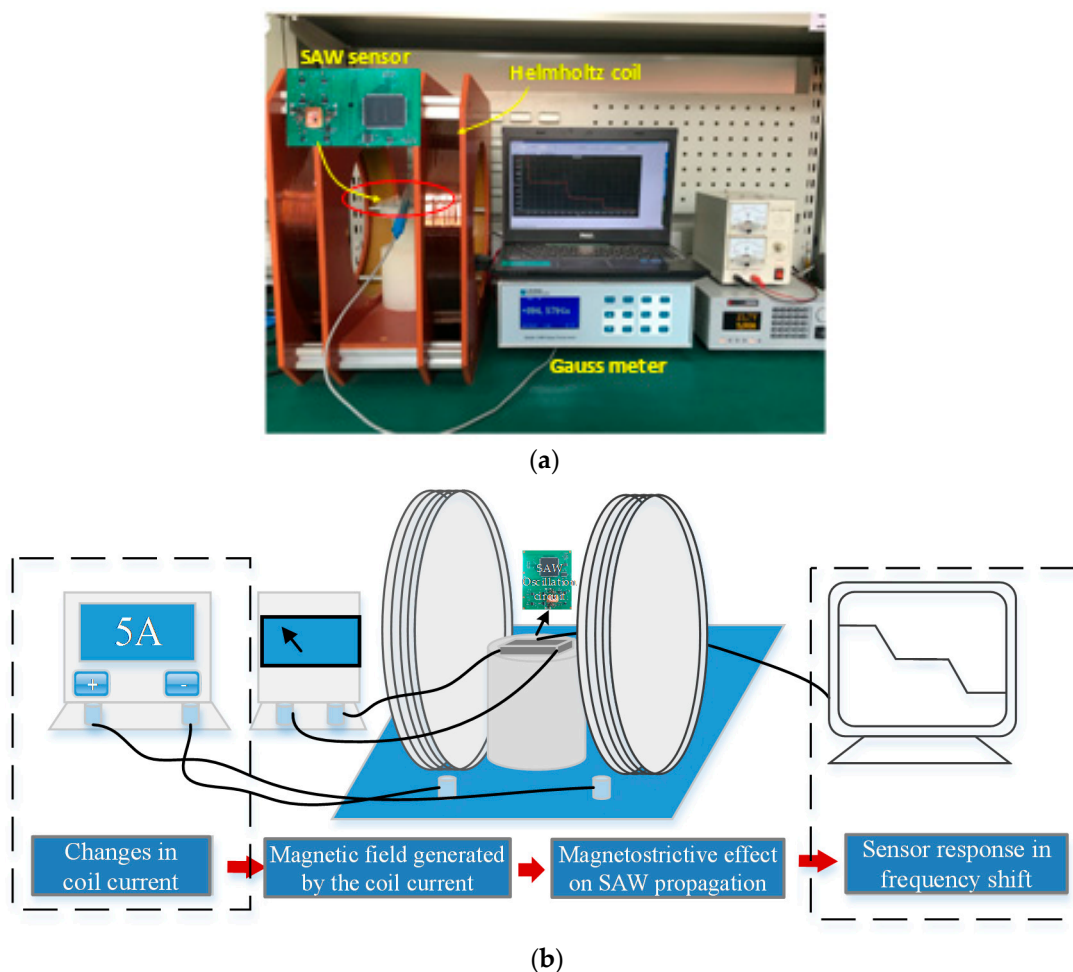 SAW sensor
Helmholtz coil
Gauss meter
(a)
5A
+
-
SAW
Oscillation
circuit
Changes in
coil current
Magnetic field generated
by the coil current
Magnetostrictive effect
on SAW propagation
Sensor response in
frequency shift
(b)